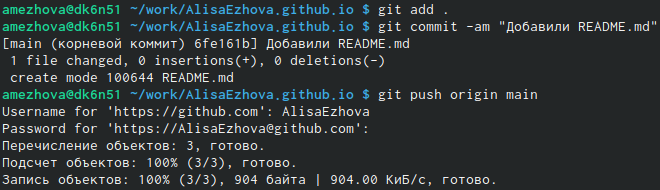 amezhova@dk6n51 ~/work/AlisaEzhova.github.io $ git add .
amezhova@dk6n51 ~/work/AlisaEzhova.github.io $ git commit -am "Добавили README.md"
[main (корневой коммит) 6fe161b] Добавили README.md
1 file changed, 0 insertions(+), 0 deletions(-)
create mode 100644 README.md
amezhova@dk6n51 ~/work/AlisaEzhova.github.io $ git push origin main
Username for 'https://github.com': AlisaEzhova
Password for 'https://AlisaEzhova@github.com':
Перечисление объектов: 3, готово.
Подсчет объектов: 100% (3/3), готово.
Запись объектов: 100% (3/3), 904 байта | 904.00 КиБ/с, готово.